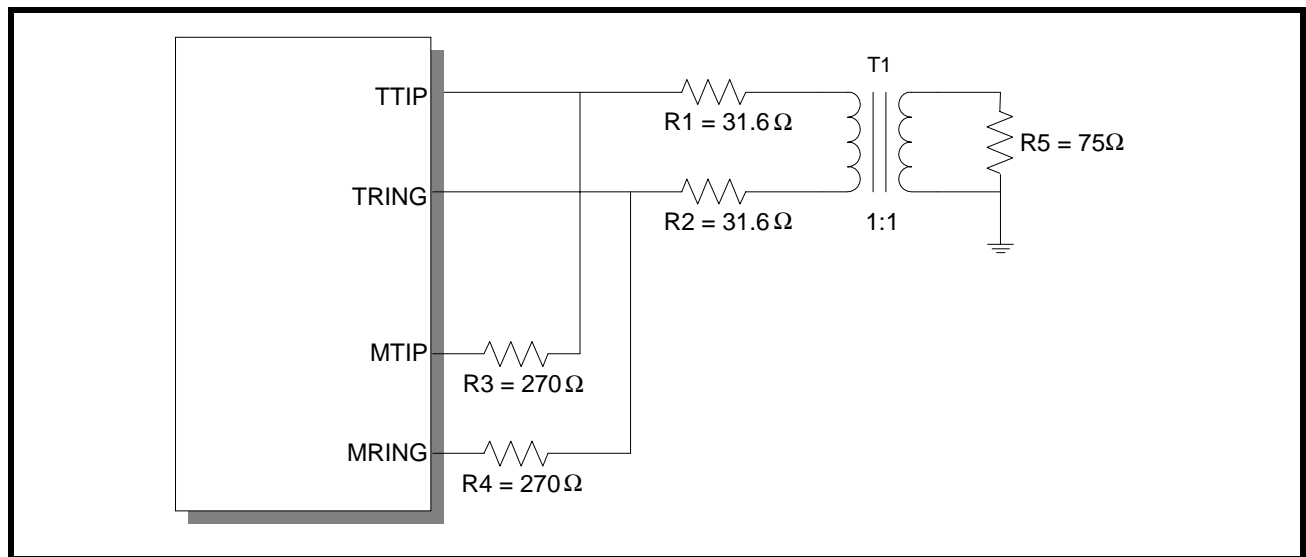 T1
TTIP
R1 = 31.6 Ω
R5 = 75Ω
TRING
R2 = 31.6 Ω
1:1
MTIP
R3 = 270 Ω
MRING
R4 = 270 Ω